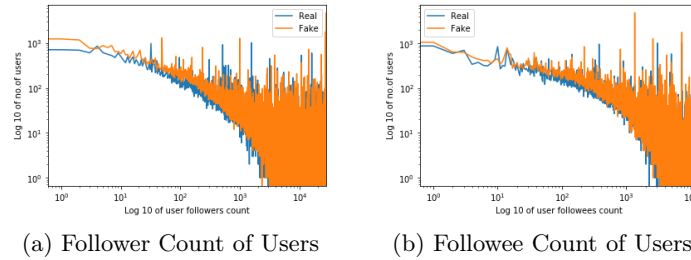 Real
Fake
10³
10²
10¹
10⁰
Log 10 of no.of users
10⁰ 10¹ 10² 10³ 10⁴
Log 10 of user followers count
(a) Follower Count of Users
Real
Fake
10³
10²
10¹
10⁰
Log 10 of no.of users
10⁰ 10¹ 10² 10³
Log 10 of user followees count
(b) Followee Count of Users